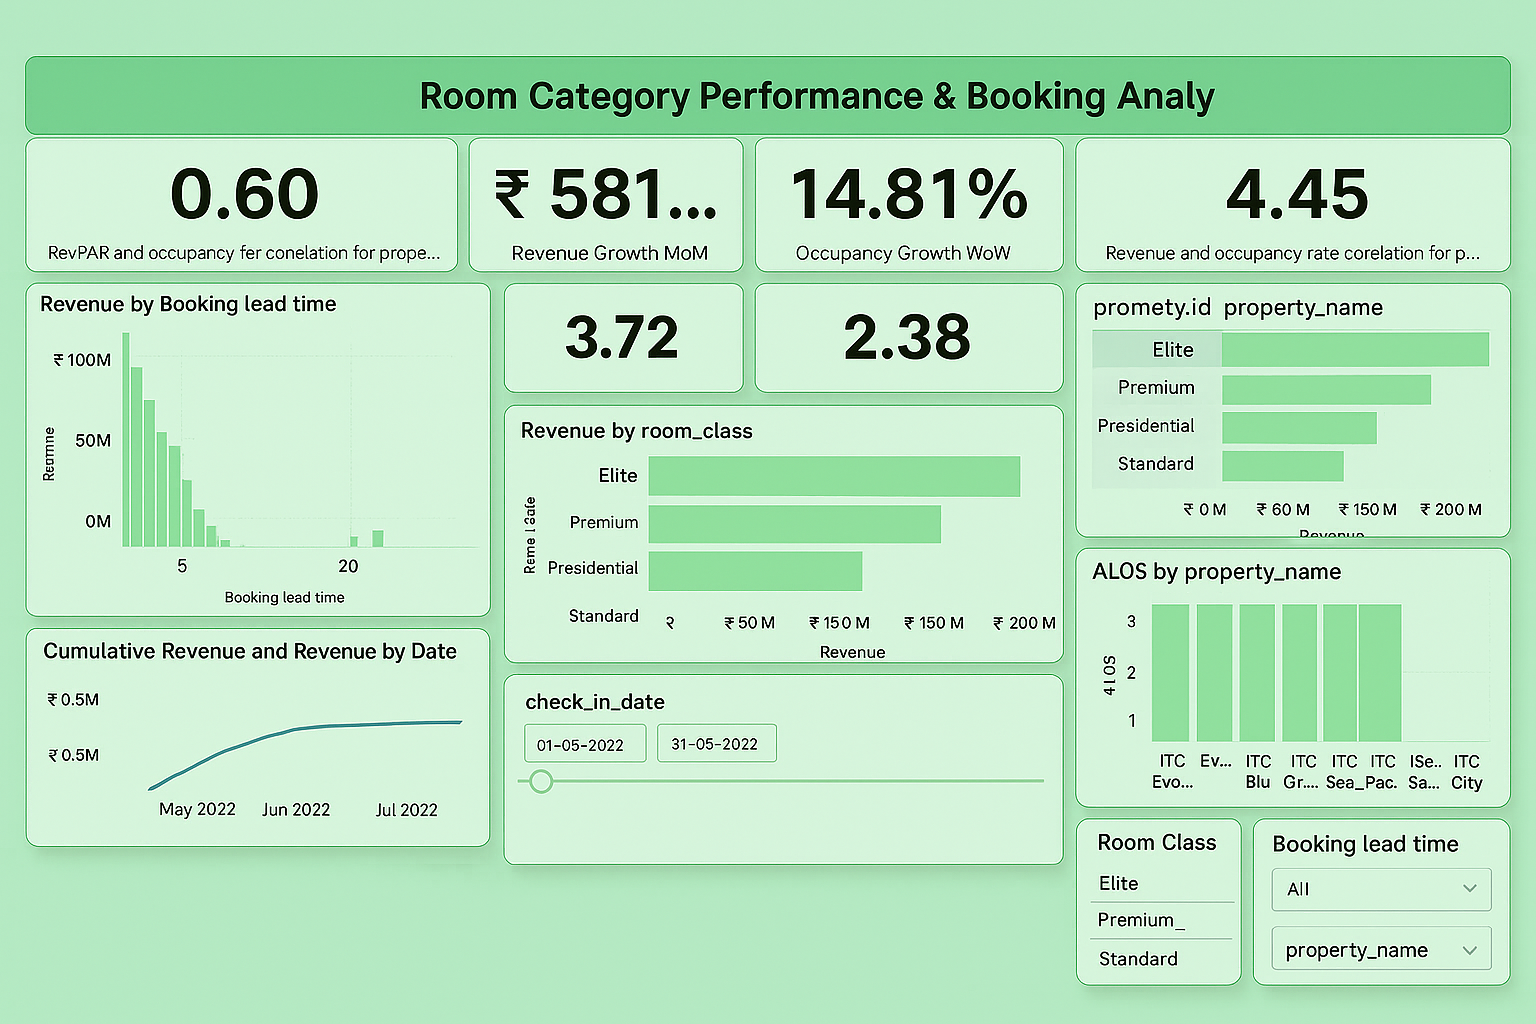 Room Category Performance & Booking Analy
0.60
RevPAR and occupancy fer conelation for prope...
₹ 581...
Revenue Growth MoM
14.81%
Occupancy Growth WoW
4.45
Revenue and occupancy rate corelation for p...
Revenue by Booking lead time
₹ 100M
50M
0M
5
20
Booking lead time
3.72
2.38
promety.id property_name
Elite
Premium
Presidential
Standard
₹ 0 M ₹ 60 M ₹ 150 M ₹ 200 M
Revenue
Revenue by room_class
Elite
Premium
Presidential
Standard
₹ 50 M ₹ 150 M ₹ 150 M ₹ 200 M
Revenue
ALOS by property_name
3
2
1
ITC Ev... ITC ITC ITC ITC ISe.. ITC
Evo... Blu Gr.... Sea_Pac. Sa... City
Cumulative Revenue and Revenue by Date
₹ 0.5M
₹ 0.5M
May 2022 Jun 2022 Jul 2022
check_in_date
01-05-2022 31-05-2022
Room Class
Elite
Premium_
Standard
Booking lead time
All
property_name